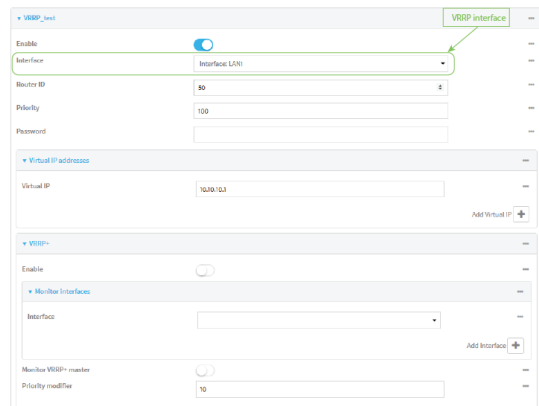 VRRP_test
VRRP interface
Enable
Interface
Interface: LAN1
Router ID
50
Priority
100
Password
Virtual IP addresses
Virtual IP
10.10.10.1
Add Virtual IP
VRRP+
Enable
Monitor Interfaces
Interface
Add Interface
Monitor VRRP+ master
Priority modifier
10